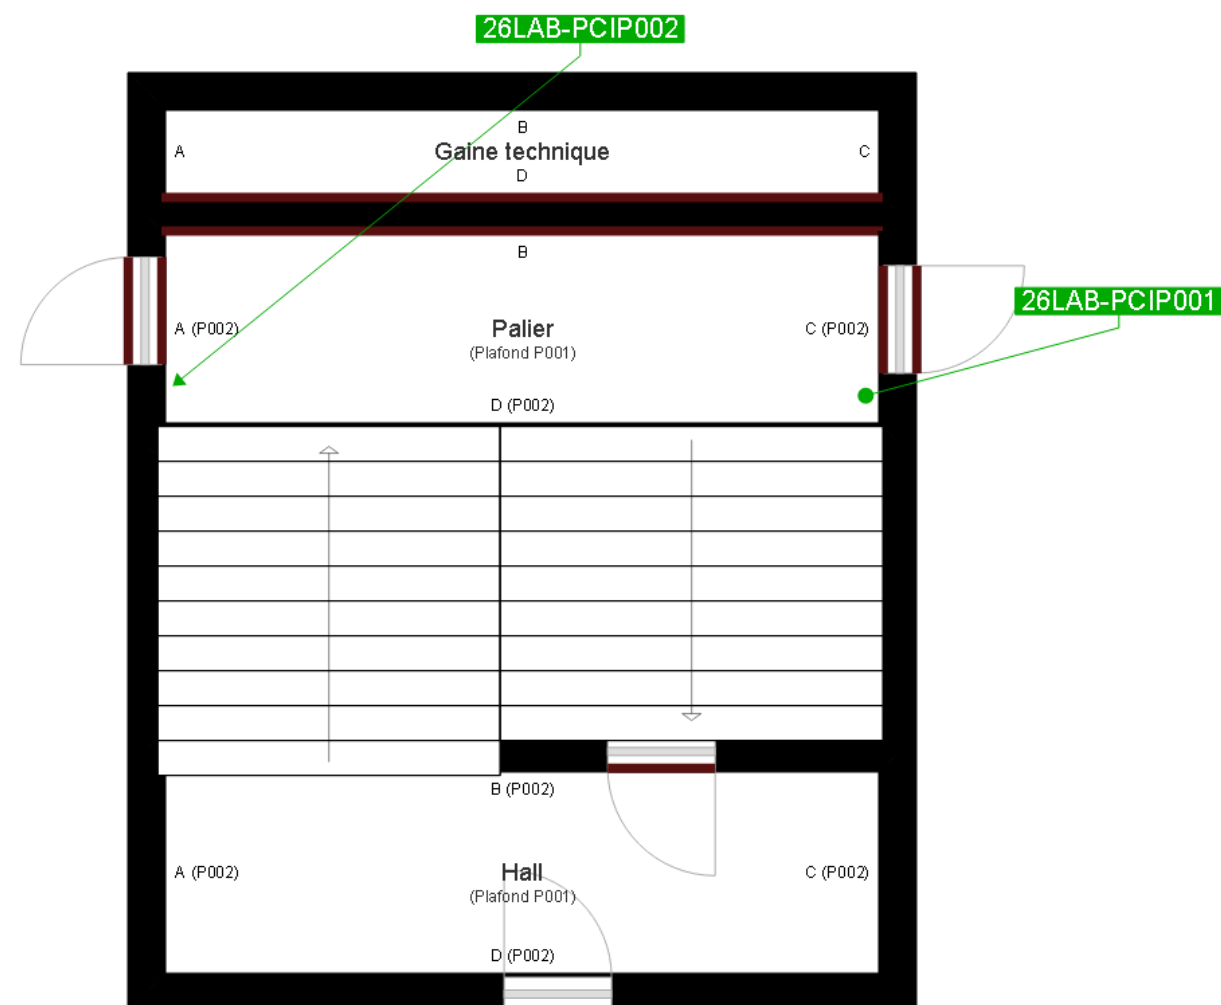 26LAB-PCIP002
B
A Gaine technique C
D
B
26LAB-PCIP001
A (P002) Palier C (P002)
(Plafond P001)
D (P002)
B (P002)
A (P002) Hall C (P002)
(Plafond P001)
D (P002)